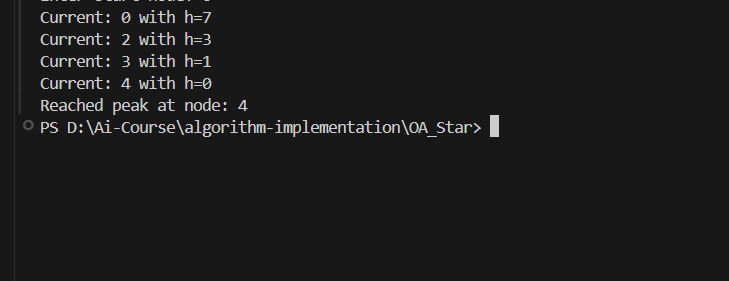 Current: 0 with h=7
Current: 2 with h=3
Current: 3 with h=1
Current: 4 with h=0
Reached peak at node: 4
PS D:\Ai-Course\algorithm-implementation\OA_Star>